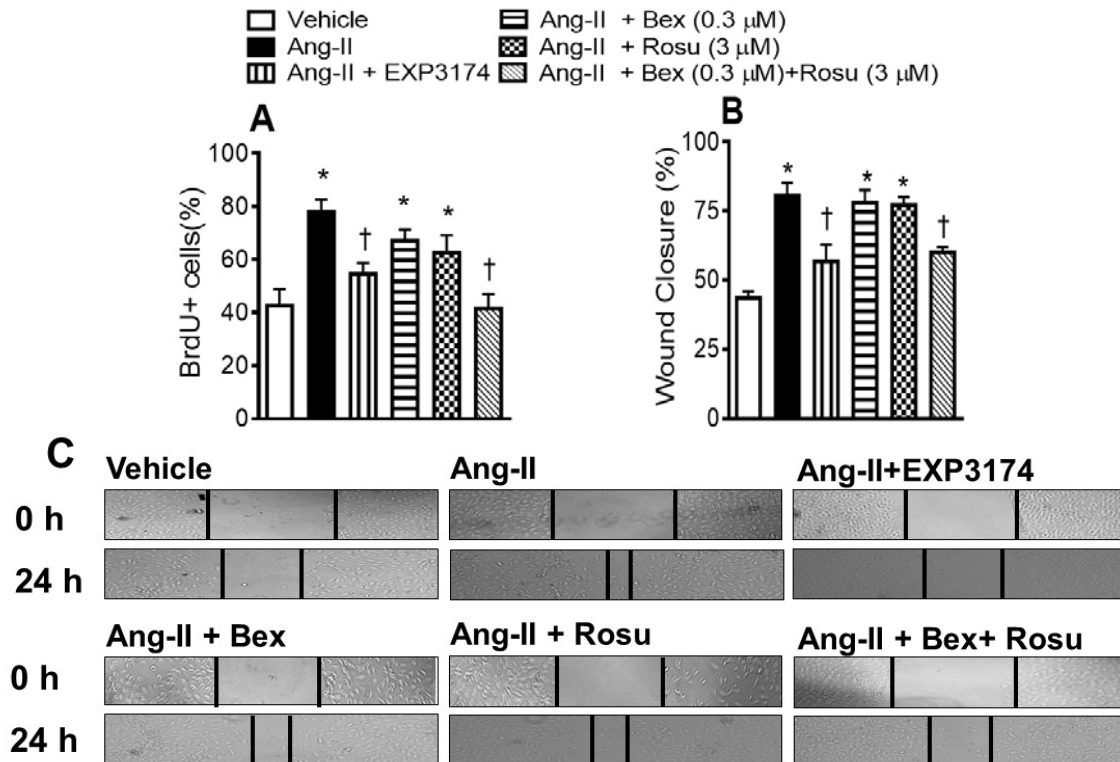 Vehicle
Ang-II
Ang-II + EXP3174
Ang-II + Bex (0.3 μM)
Ang-II + Rosu (3 μM)
Ang-II + Bex (0.3 μM)+Rosu (3 μM)
A
BrdU+ cells(%)
100
80
60
40
20
0
*
†
*
*
†
B
Wound Closure (%)
100
75
50
25
0
*
†
*
*
†
C
Vehicle
Ang-II
Ang-II+EXP3174
0 h
24 h
Ang-II + Bex
Ang-II + Rosu
Ang-II + Bex+ Rosu
0 h
24 h